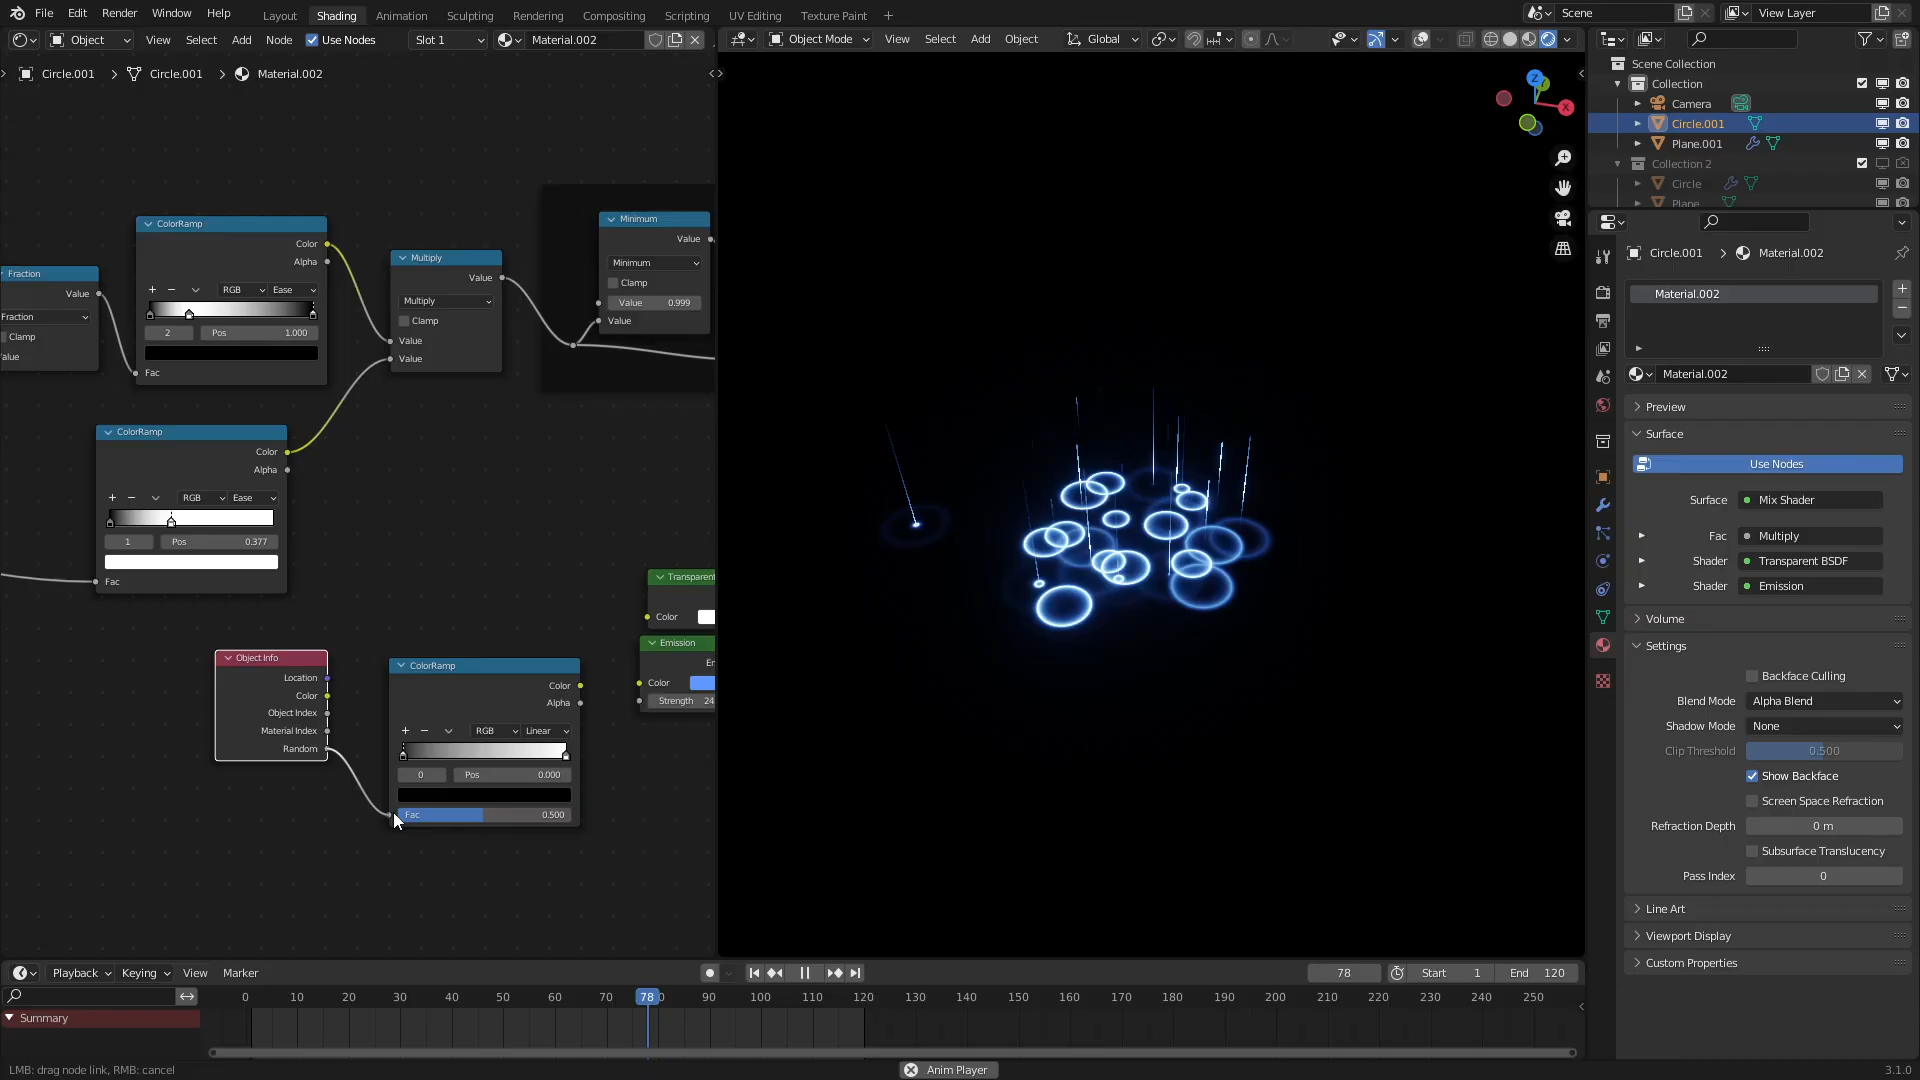 File Edit Render Window Help Layout Shading Animation Sculpting Rendering Compositing Scripting UV Editing Texture Paint + Scene View Layer
Object View Select Add Node Use Nodes Slot 1 Material.002 Object Mode View Select Add Object Global
Circle.001 > Circle.001 > Material.002
Scene Collection
Collection
Camera
Circle.001
Plane.001
Collection 2
Circle
Plane
Fraction
Value
Fraction
Clamp
ColorRamp
Color
Alpha
RGB Ease
2 Pos 1.000
Fac
Multiply
Value
Multiply
Clamp
Value
Value
Minimum
Value
Minimum
Clamp
Value 0.999
Value
ColorRamp
Color
Alpha
RGB Ease
1 Pos 0.377
Fac
Object Info
Location
Color
Object Index
Material Index
Random
ColorRamp
Color
Alpha
RGB Linear
0 Pos 0.000
Fac 0.500
Transparent
Color
Emission
Color
Strength 24
Z
X
Circle.001 > Material.002
Material.002
Material.002
Preview
Surface
Use Nodes
Surface Mix Shader
Fac Multiply
Shader Transparent BSDF
Shader Emission
Volume
Settings
Backface Culling
Blend Mode Alpha Blend
Shadow Mode None
Clip Threshold 0.500
Show Backface
Screen Space Refraction
Refraction Depth 0 m
Subsurface Translucency
Pass Index 0
Line Art
Viewport Display
Custom Properties
Playback Keying View Marker 78 Start 1 End 120
0 10 20 30 40 50 60 70 78 90 100 110 120 130 140 150 160 170 180 190 200 210 220 230 240 250
Summary
LMB: drag node link, RMB: cancel Anim Player 3.1.0